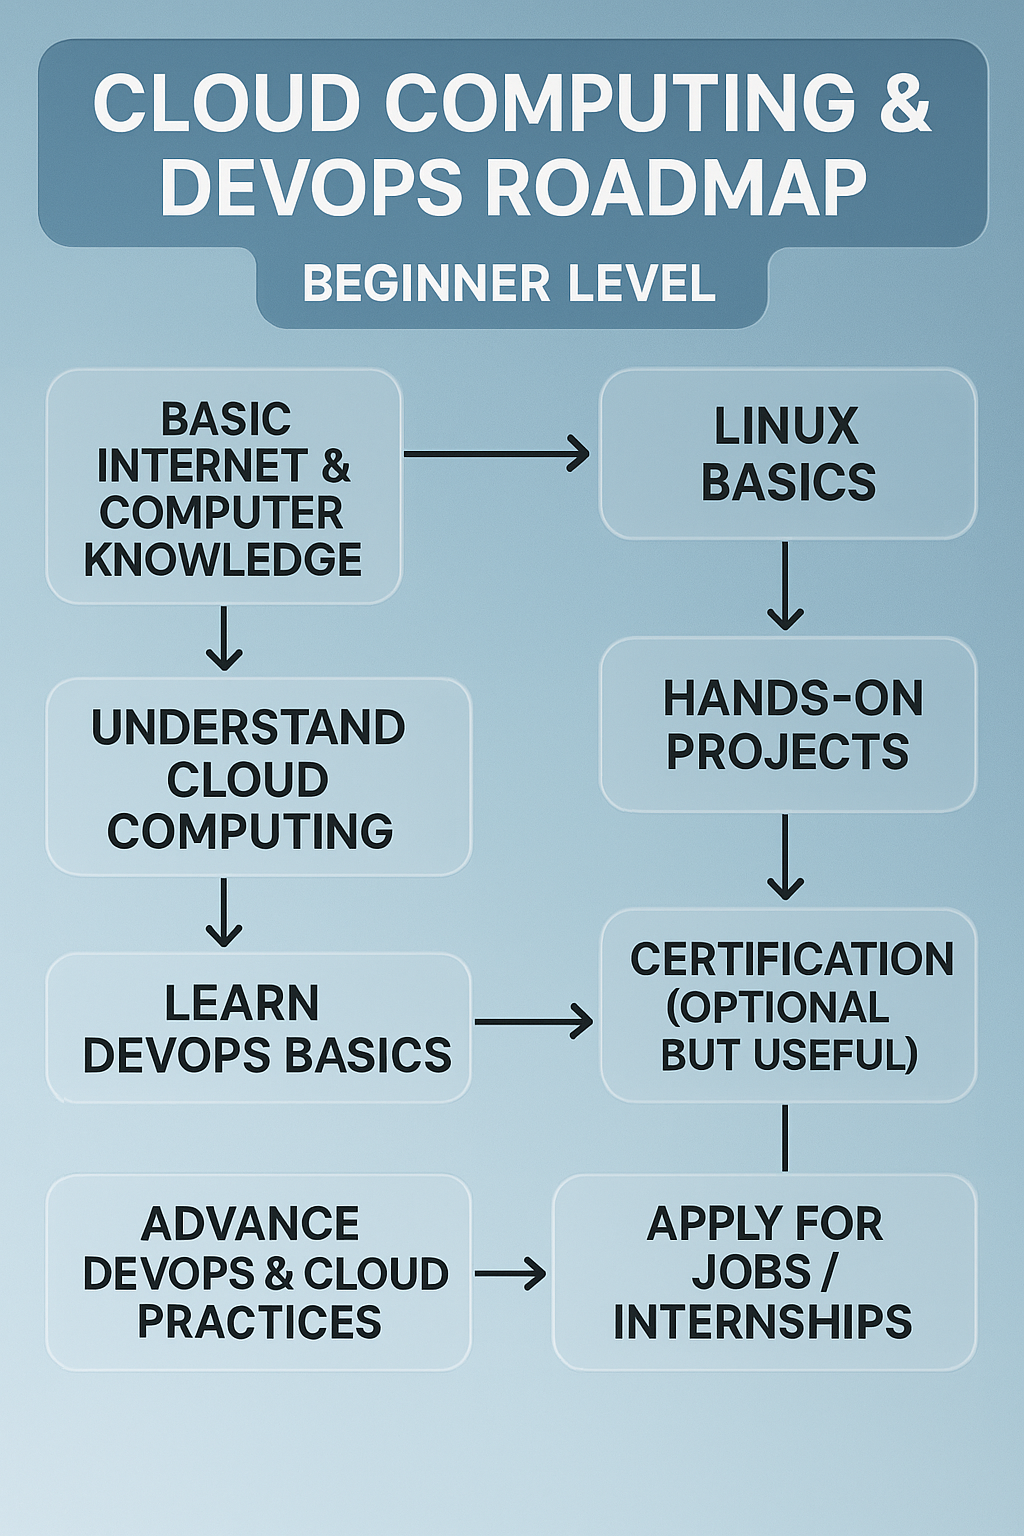 CLOUD COMPUTING &
DEVOPS ROADMAP
BEGINNER LEVEL
BASIC
INTERNET &
COMPUTER
KNOWLEDGE
LINUX
BASICS
UNDERSTAND
CLOUD
COMPUTING
HANDS-ON
PROJECTS
LEARN
DEVOPS BASICS
CERTIFICATION
(OPTIONAL
BUT USEFUL)
ADVANCE
DEVOPS & CLOUD
PRACTICES
APPLY FOR
JOBS /
INTERNSHIPS